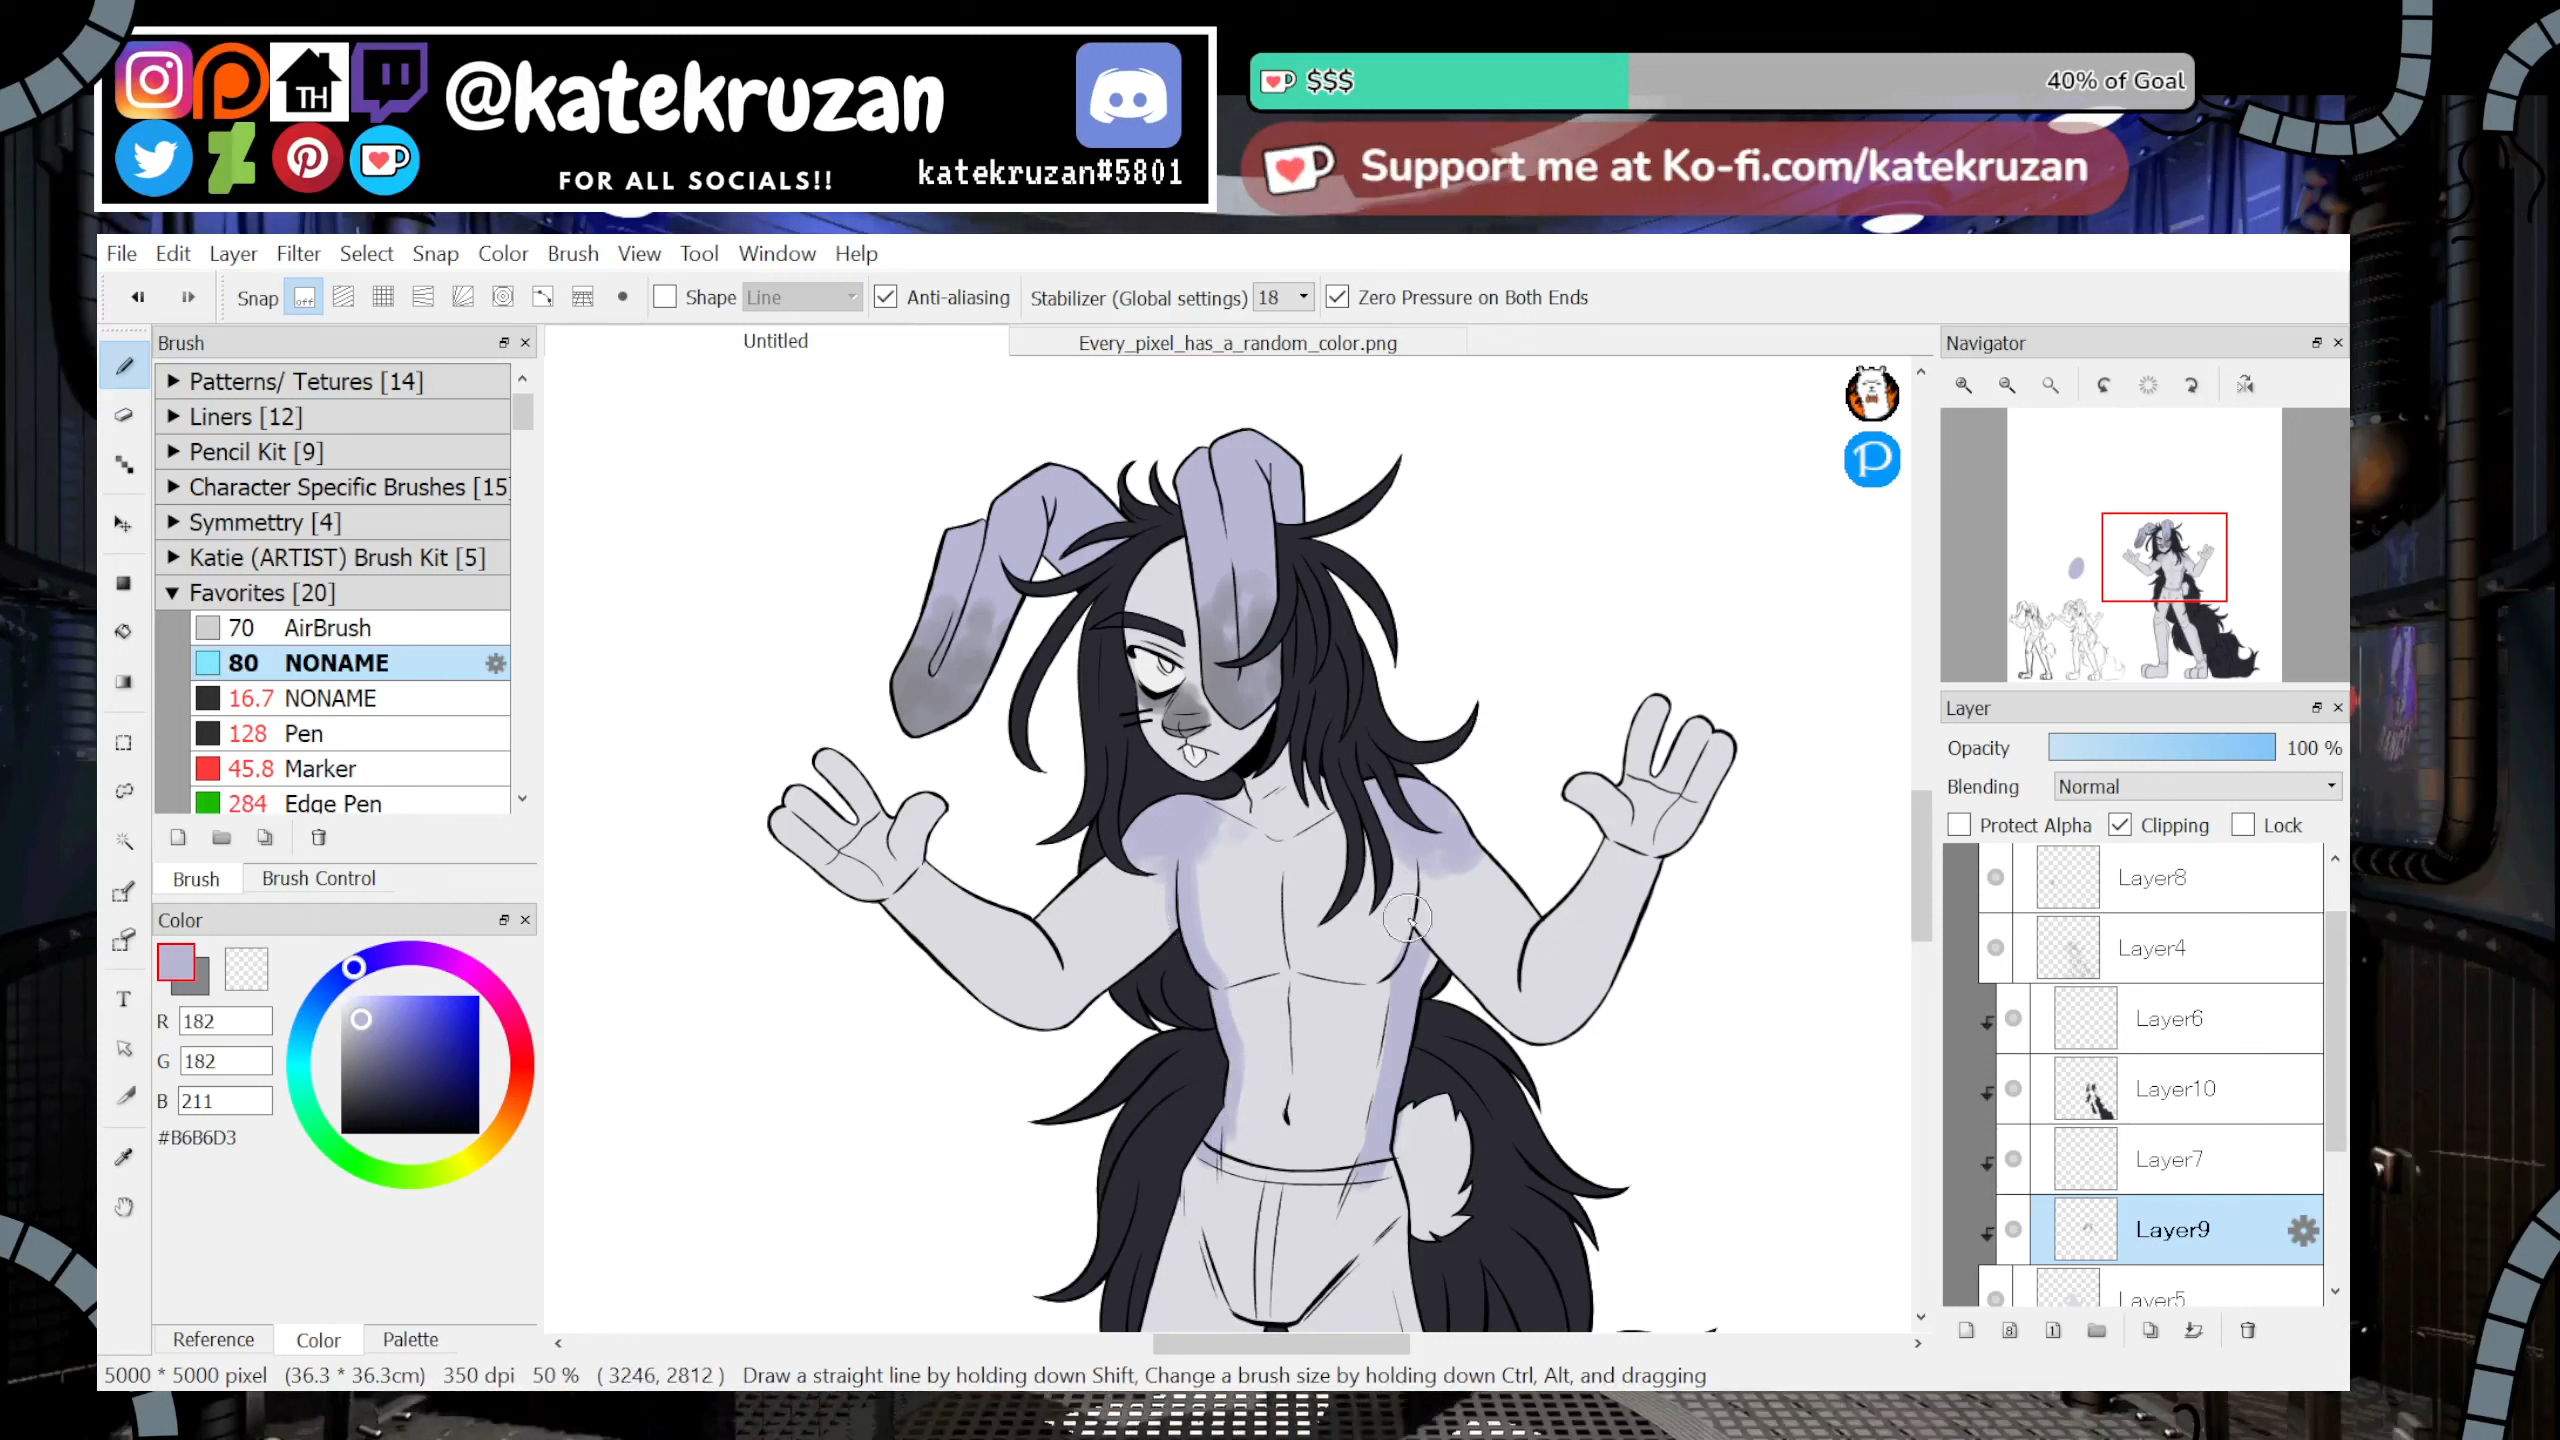 TH
@katekruzan
FOR ALL SOCIALS!!
katekruzan#5801
$$$
40% of Goal
Support me at Ko-fi.com/katekruzan
File Edit Layer Filter Select Snap Color Brush View Tool Window Help
Snap off Shape Line Anti-aliasing Stabilizer (Global settings) 18 Zero Pressure on Both Ends
Brush
Untitled
Every_pixel_has_a_random_color.png
Navigator
Patterns/ Tetures [14]
Liners [12]
Pencil Kit [9]
Character Specific Brushes [15]
Symmettry [4]
Katie (ARTIST) Brush Kit [5]
Favorites [20]
70 AirBrush
80 NONAME
16.7 NONAME
128 Pen
45.8 Marker
284 Edge Pen
Brush
Brush Control
Color
R 182
G 182
B 211
#B6B6D3
Reference Color Palette
T
P
Layer
Opacity 100 %
Blending Normal
Protect Alpha Clipping Lock
Layer8
Layer4
Layer6
Layer10
Layer7
Layer9
Layer5
8
1
5000 * 5000 pixel (36.3 * 36.3cm) 350 dpi 50 % ( 3246, 2812 ) Draw a straight line by holding down Shift, Change a brush size by holding down Ctrl, Alt, and dragging